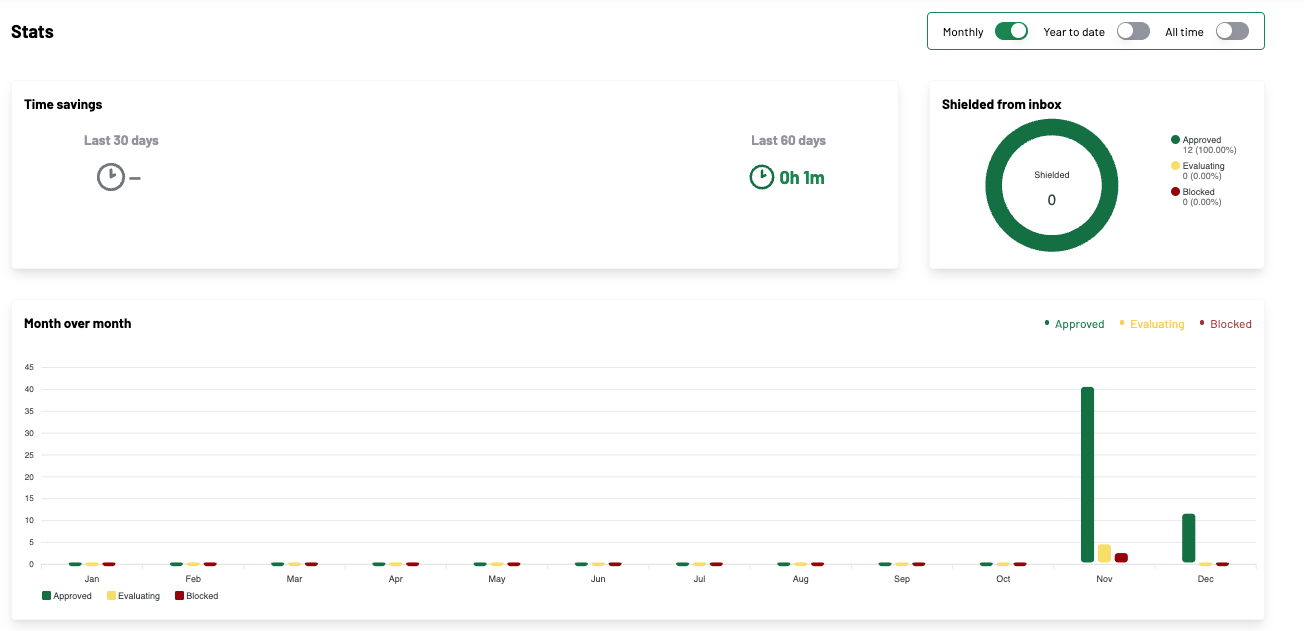 Stats
Monthly Year to date All time
Time savings
Last 30 days Last 60 days
– 0h 1m
Shielded from inbox
Shielded
0
Approved
12 (100.00%)
Evaluating
0 (0.00%)
Blocked
0 (0.00%)
Month over month
Approved Evaluating Blocked
45
40
35
30
25
20
15
10
5
0
Jan Feb Mar Apr May Jun Jul Aug Sep Oct Nov Dec
Approved Evaluating Blocked